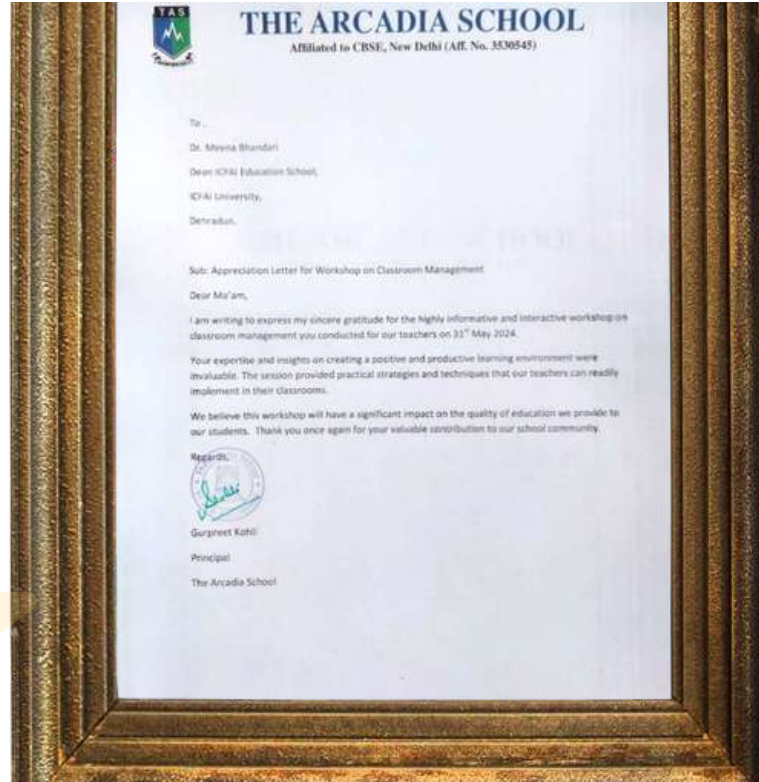 TAS
THE ARCADIA SCHOOL
Affiliated to CBSE, New Delhi (Aff. No. 3530545)
To ,
Dr. Meena Bhandari
Dean ICFAI Education School,
ICFAI University,
Dehradun.
Sub: Appreciation Letter for Workshop on Classroom Management
Dear Ma'am,
I am writing to express my sincere gratitude for the highly informative and interactive workshop on
classroom management you conducted for our teachers on 31st May 2024.
Your expertise and insights on creating a positive and productive learning environment were
invaluable. The session provided practical strategies and techniques that our teachers can readily
implement in their classrooms.
We believe this workshop will have a significant impact on the quality of education we provide to
our students. Thank you once again for your valuable contribution to our school community.
Regards,
Gurpreet Kohli
Principal
The Arcadia School